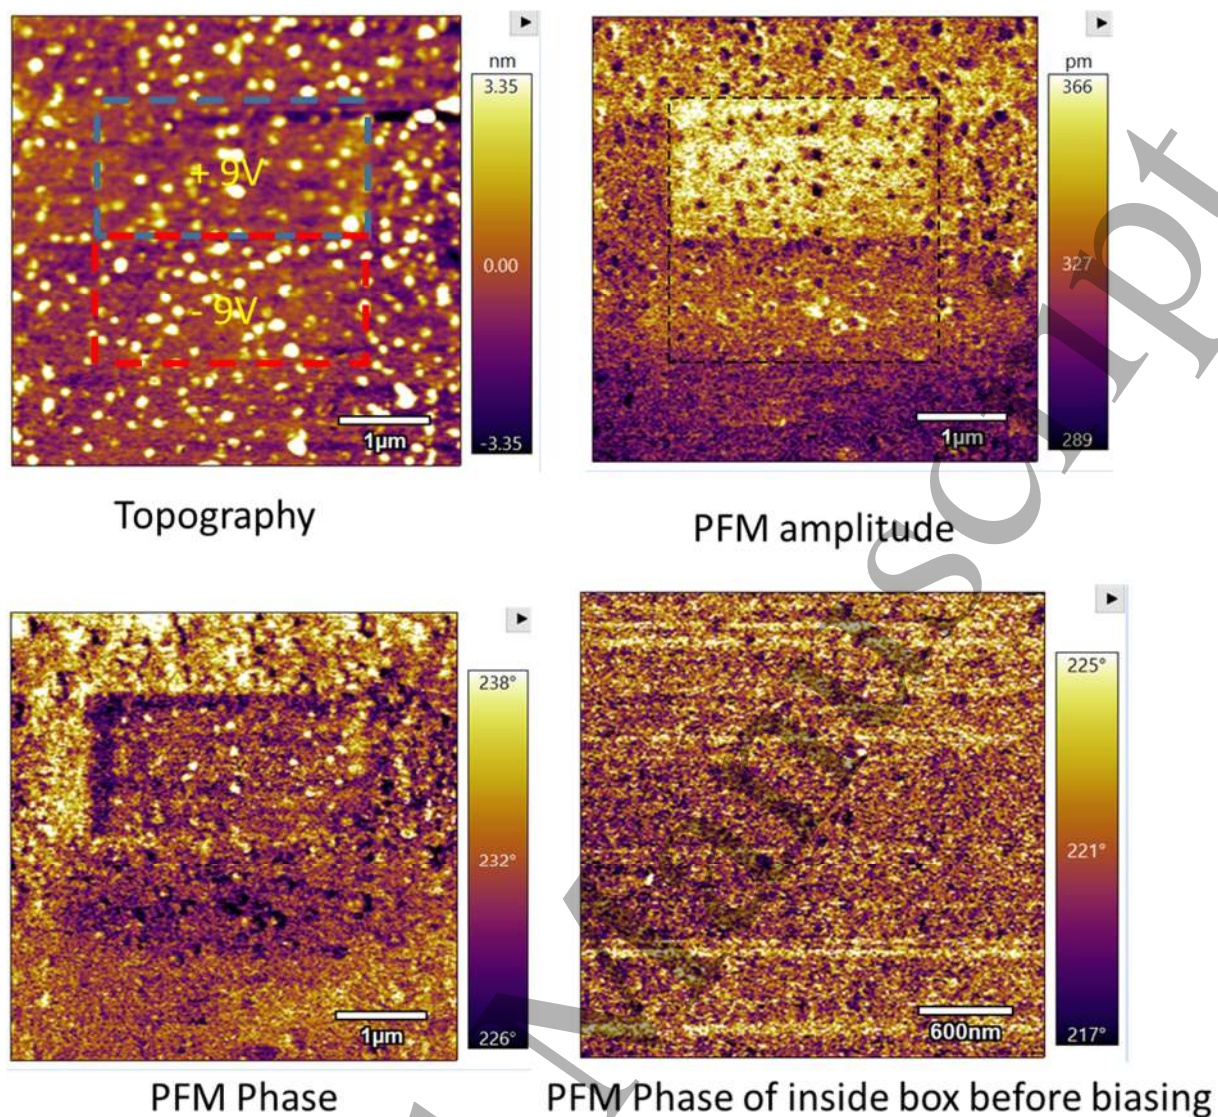 nm
3.35
0.00
-3.35
+ 9V
- 9V
1µm
Topography
pm
366
327
289
1µm
PFM amplitude
238°
232°
226°
1µm
PFM Phase
225°
221°
217°
600nm
PFM Phase of inside box before biasing